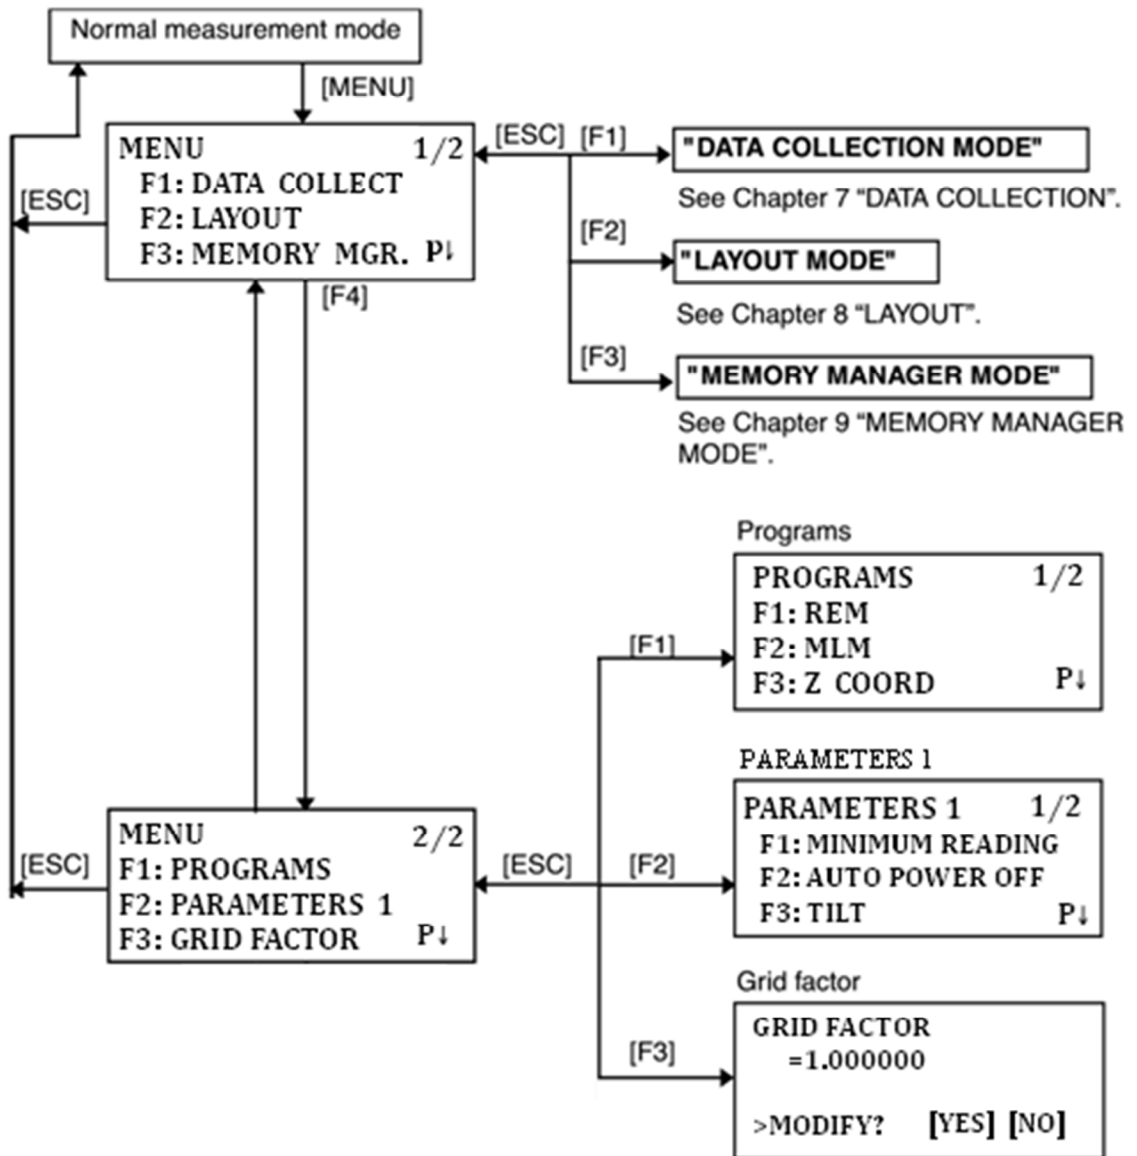 Normal measurement mode
[MENU]
MENU 1/2
F1: DATA COLLECT
F2: LAYOUT
F3: MEMORY MGR. P↓
[ESC]
[ESC] [F1]
"DATA COLLECTION MODE"
See Chapter 7 “DATA COLLECTION”.
[F2]
"LAYOUT MODE"
See Chapter 8 “LAYOUT”.
[F3]
"MEMORY MANAGER MODE"
See Chapter 9 “MEMORY MANAGER
MODE”.
[F4]
MENU 2/2
F1: PROGRAMS
F2: PARAMETERS 1
F3: GRID FACTOR P↓
[ESC]
[ESC]
[F1]
Programs
PROGRAMS 1/2
F1: REM
F2: MLM
F3: Z COORD P↓
[F2]
PARAMETERS 1
PARAMETERS 1 1/2
F1: MINIMUM READING
F2: AUTO POWER OFF
F3: TILT P↓
[F3]
Grid factor
GRID FACTOR
=1.000000
>MODIFY? [YES] [NO]